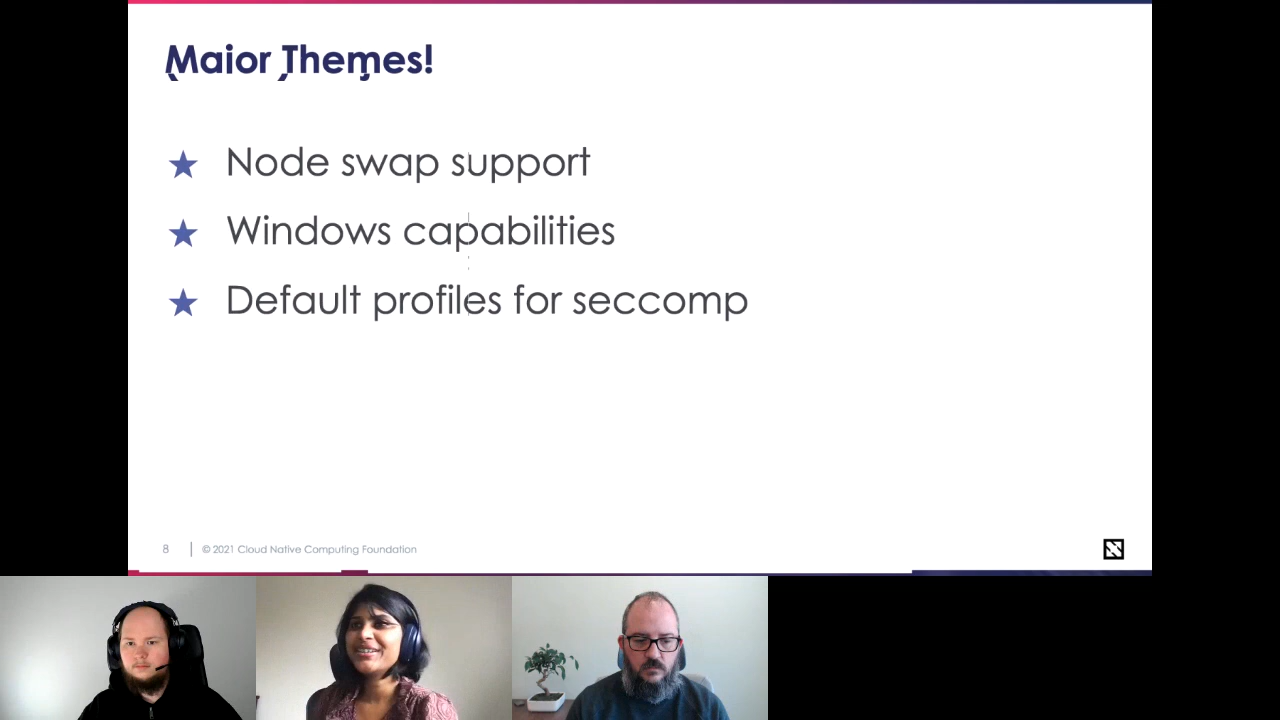 Major Themes!
★ Node swap support
★ Windows capabilities
★ Default profiles for seccomp
8 | © 2021 Cloud Native Computing Foundation